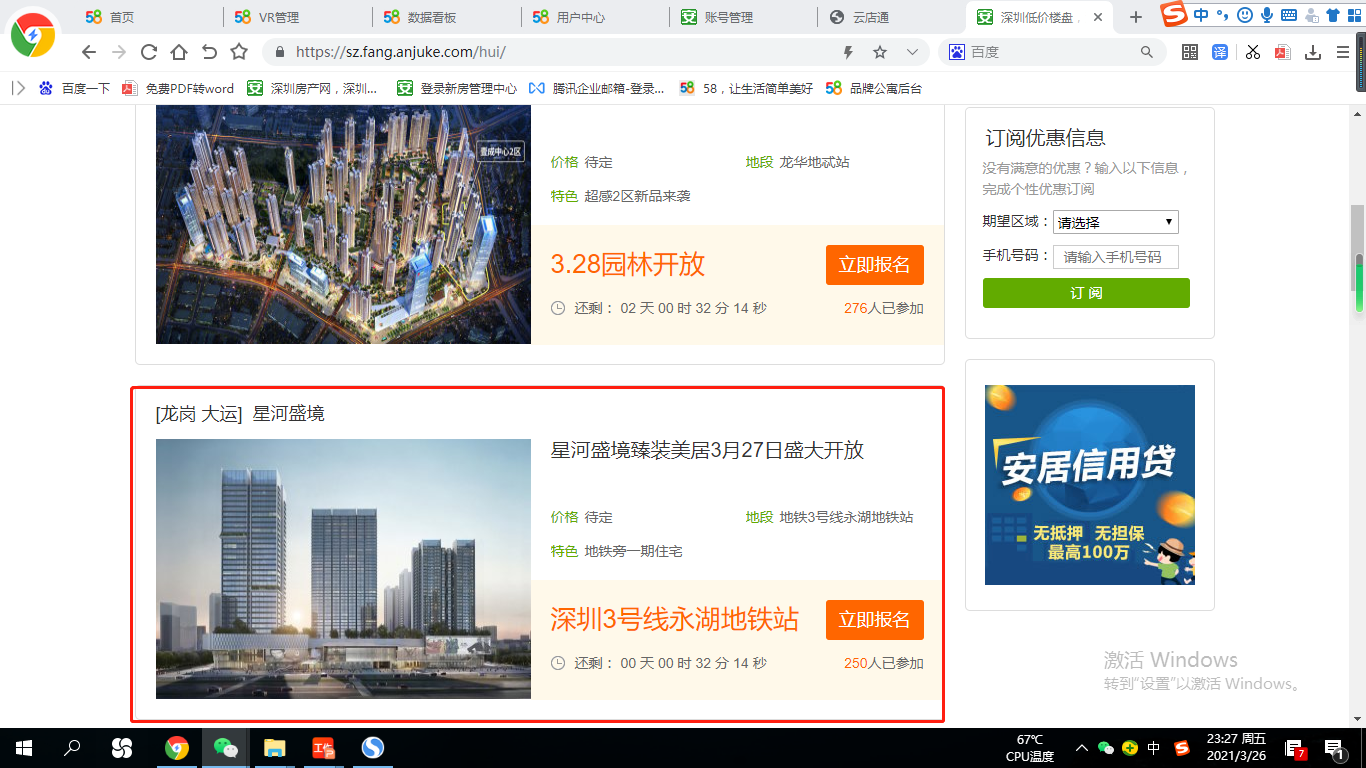 首页
VR管理
数据看板
用户中心
账号管理
云店通
深圳低价楼盘,
中
https://sz.fang.anjuke.com/hui/
百度
译
百度一下
免费PDF转word
深圳房产网，深圳...
登录新房管理中心
腾讯企业邮箱-登录...
58，让生活简单美好
品牌公寓后台
壹成中心2区
价格 待定
地段 龙华地忒站
特色 超感2区新品来袭
3.28园林开放
立即报名
还剩： 02 天 00 时 32 分 14 秒
276人已参加
[龙岗 大运] 星河盛境
星河盛境臻装美居3月27日盛大开放
价格 待定
地段 地铁3号线永湖地铁站
特色 地铁旁一期住宅
深圳3号线永湖地铁站
立即报名
还剩： 00 天 00 时 32 分 14 秒
250人已参加
订阅优惠信息
没有满意的优惠？输入以下信息，
完成个性优惠订阅
期望区域： 请选择
手机号码： 请输入手机号码
订 阅
安居信用贷
无抵押 无担保
最高100万
激活 Windows
转到"设置"以激活 Windows。
67℃
CPU温度
中
23:27 周五
2021/3/26
7
1